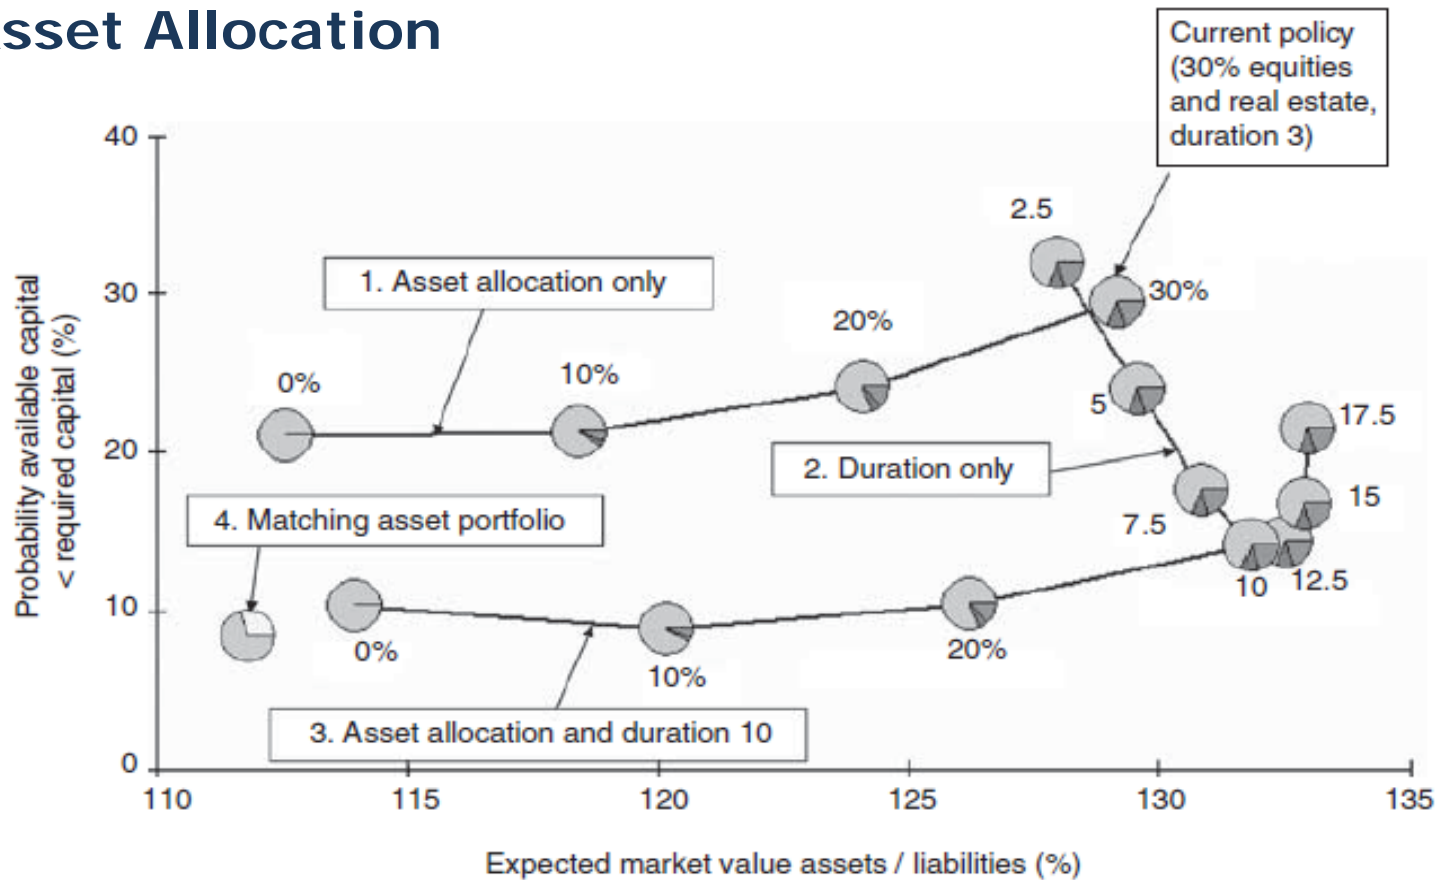 sset Allocation
Current policy
(30% equities
and real estate,
duration 3)
40
30
20
10
0
Probability available capital
< required capital (%)
1. Asset allocation only
0%
10%
20%
30%
2.5
5
7.5
10
12.5
15
17.5
2. Duration only
4. Matching asset portfolio
0%
10%
20%
3. Asset allocation and duration 10
110
115
120
125
130
135
Expected market value assets / liabilities (%)